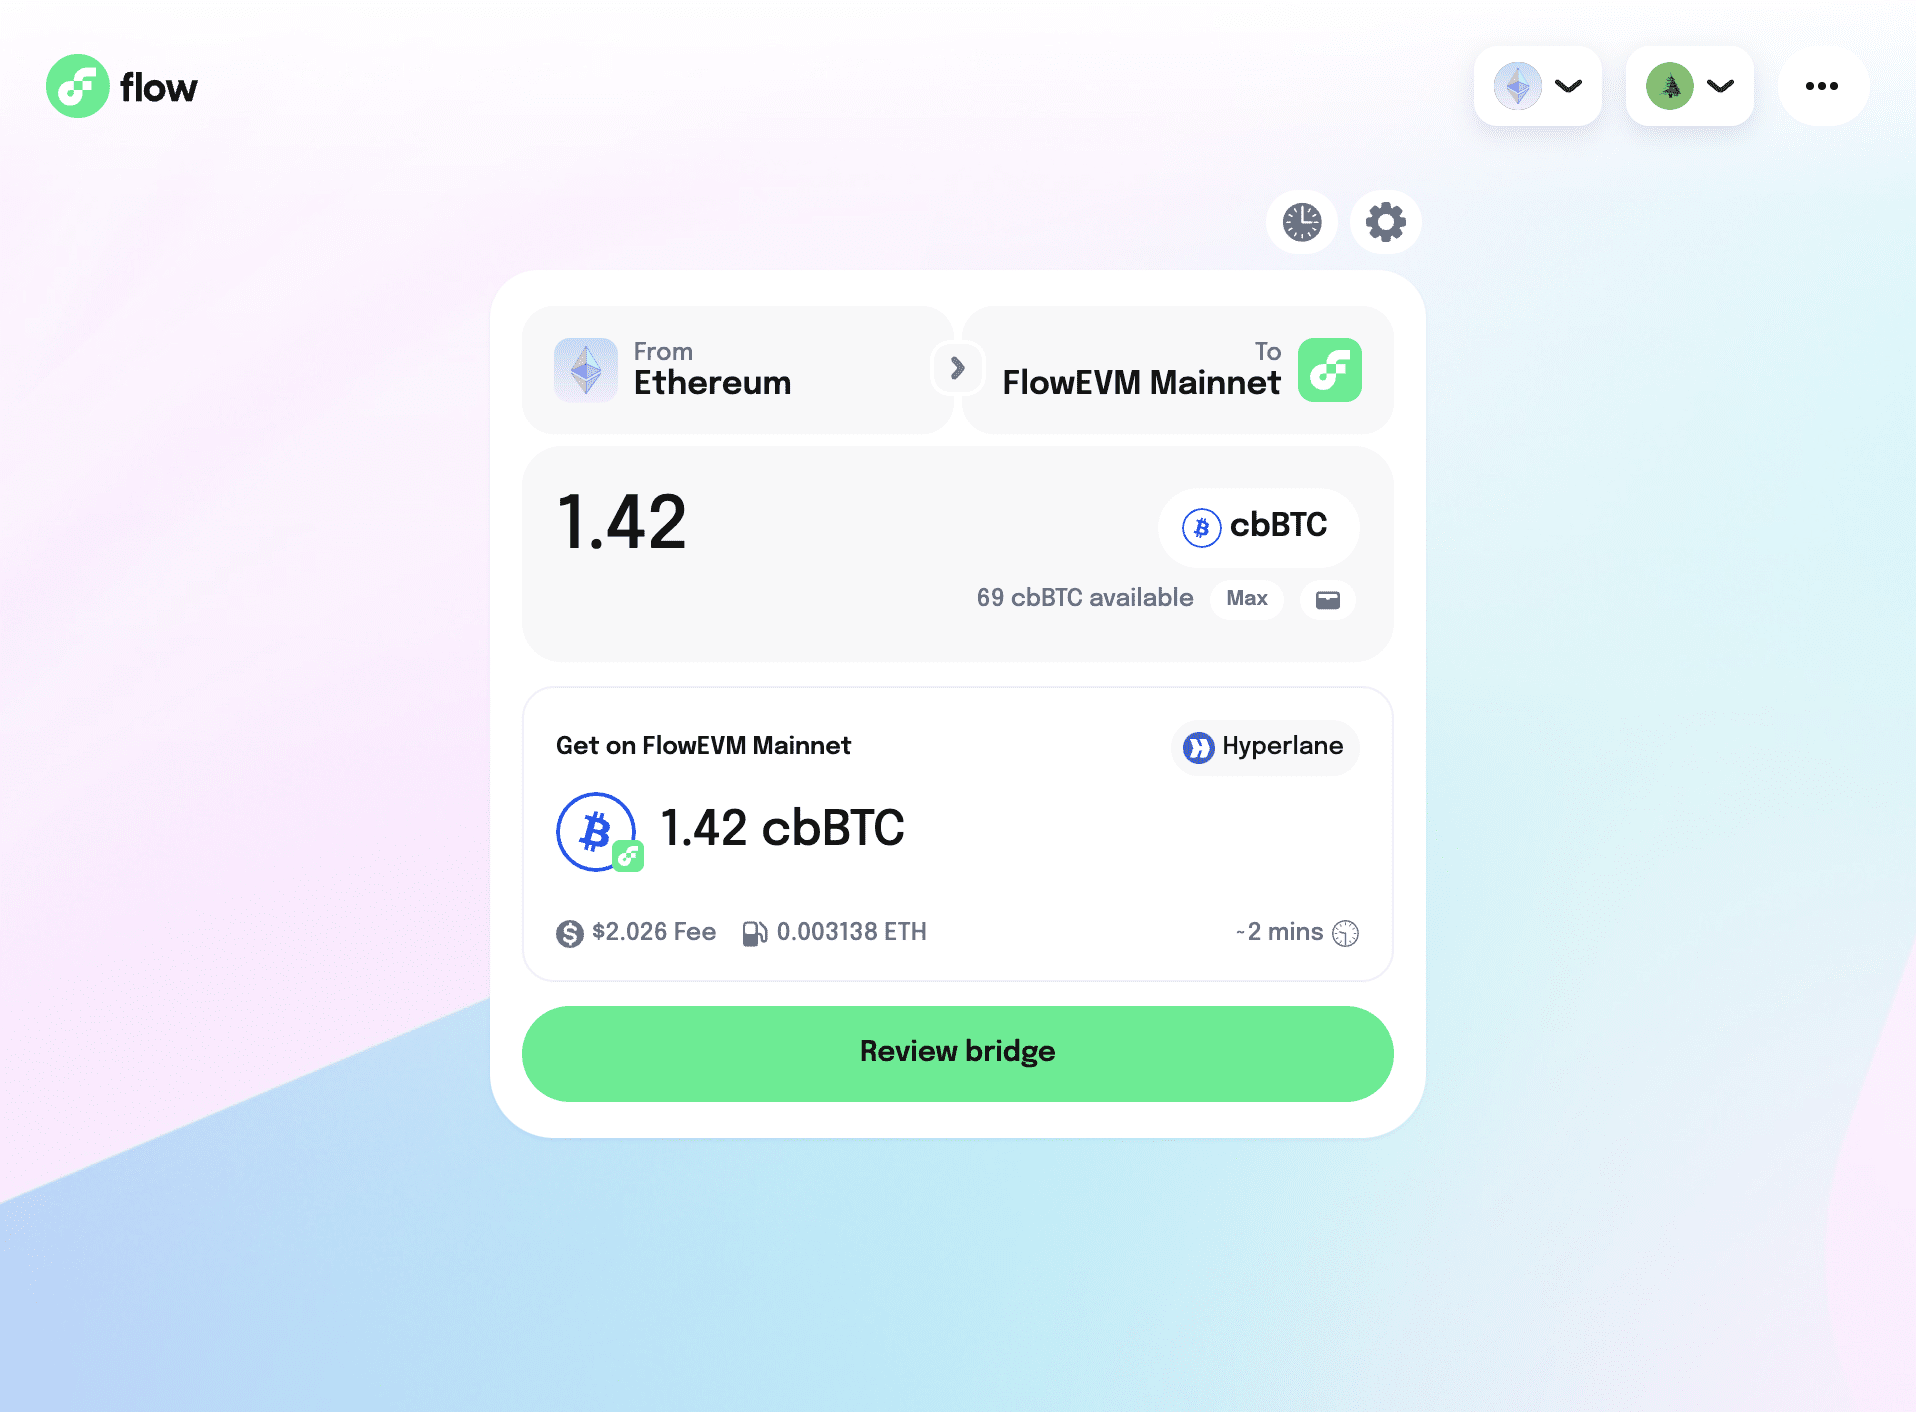 flow
From
Ethereum
To
FlowEVM Mainnet
1.42
cbBTC
69 cbBTC available
Max
Get on FlowEVM Mainnet
Hyperlane
1.42 cbBTC
$2.026 Fee
0.003138 ETH
~2 mins
Review bridge